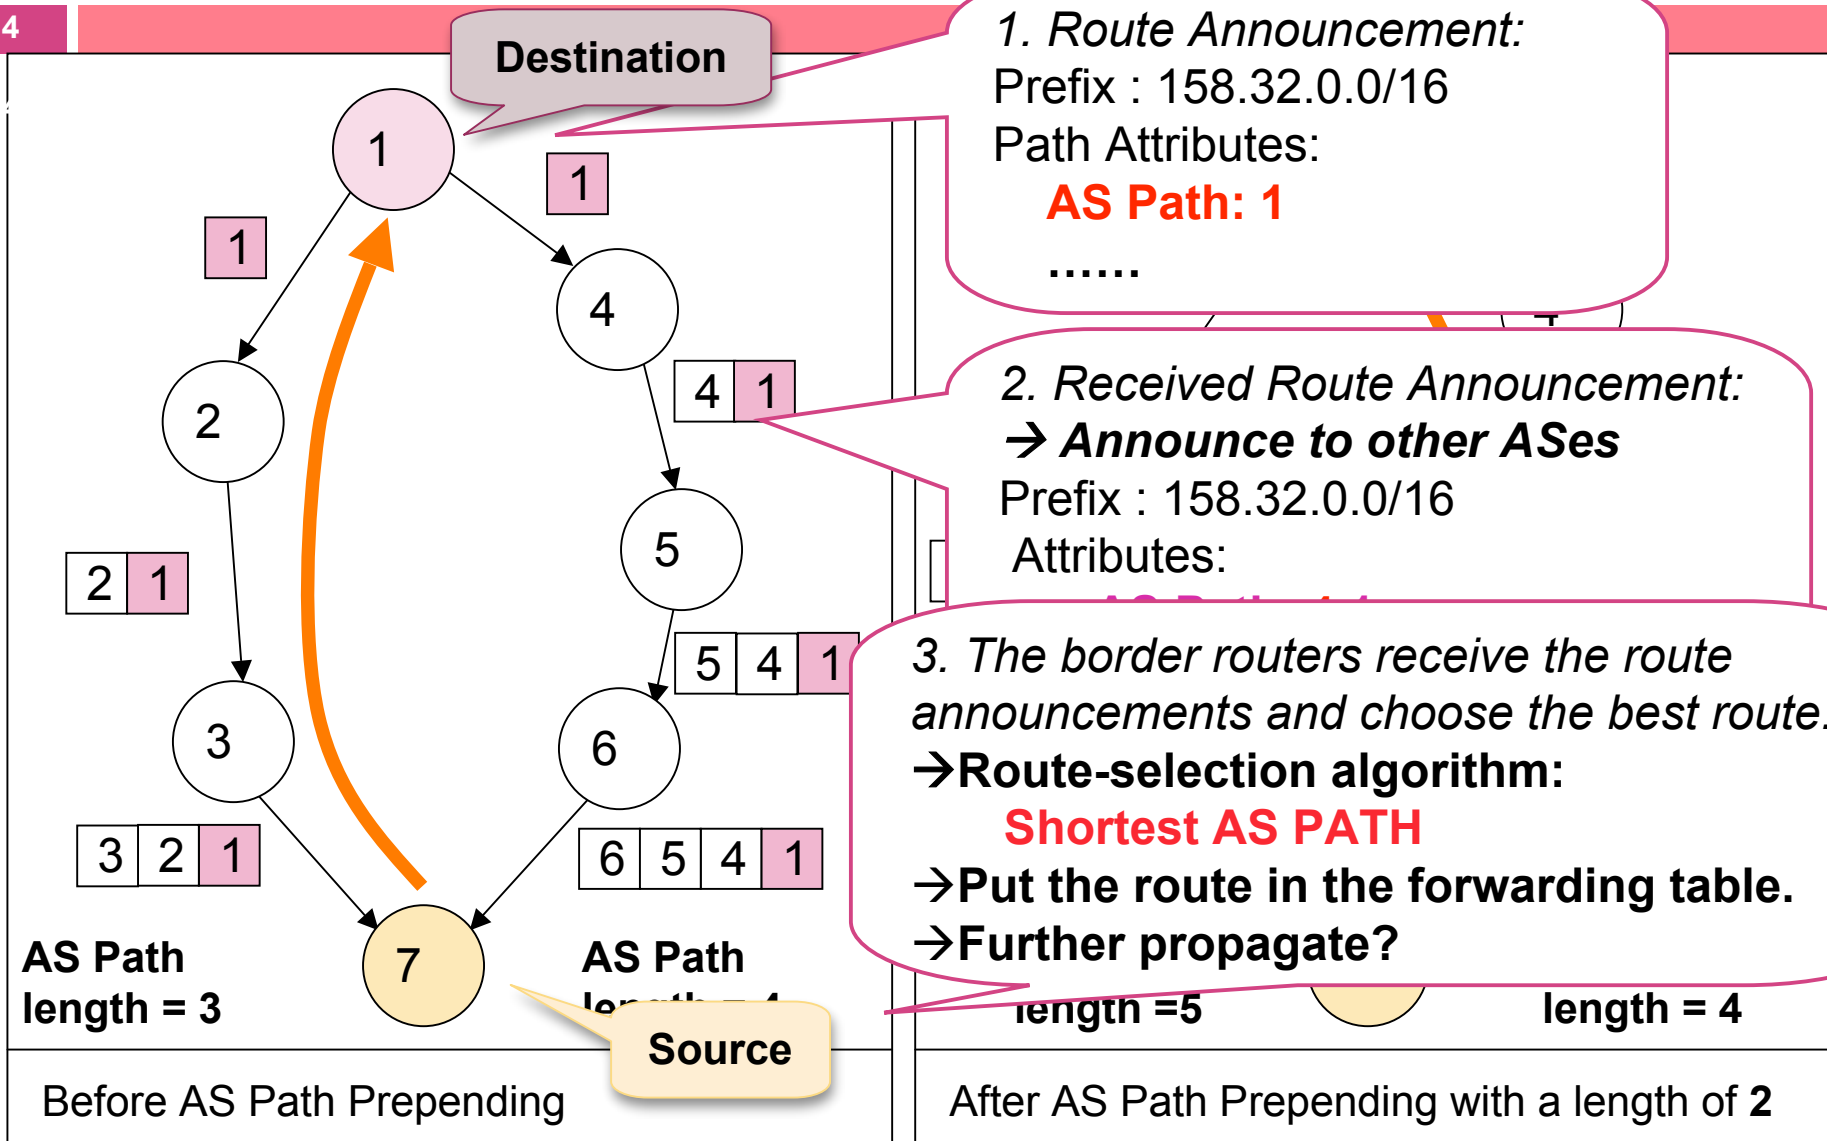 4
Destination
1. Route Announcement:
Prefix : 158.32.0.0/16
Path Attributes:
AS Path: 1
......
1
1
1
4
2
4 1
4
2. Received Route Announcement:
→ Announce to other ASes
Prefix : 158.32.0.0/16
Attributes:
5
2 1
5 4 1
3
6
3. The border routers receive the route
announcements and choose the best route.
→Route-selection algorithm:
Shortest AS PATH
→Put the route in the forwarding table.
→Further propagate?
3 2 1
6 5 4 1
7
AS Path
length = 3
AS Path
length = 4
Source
length =5
length = 4
Before AS Path Prepending
After AS Path Prepending with a length of 2